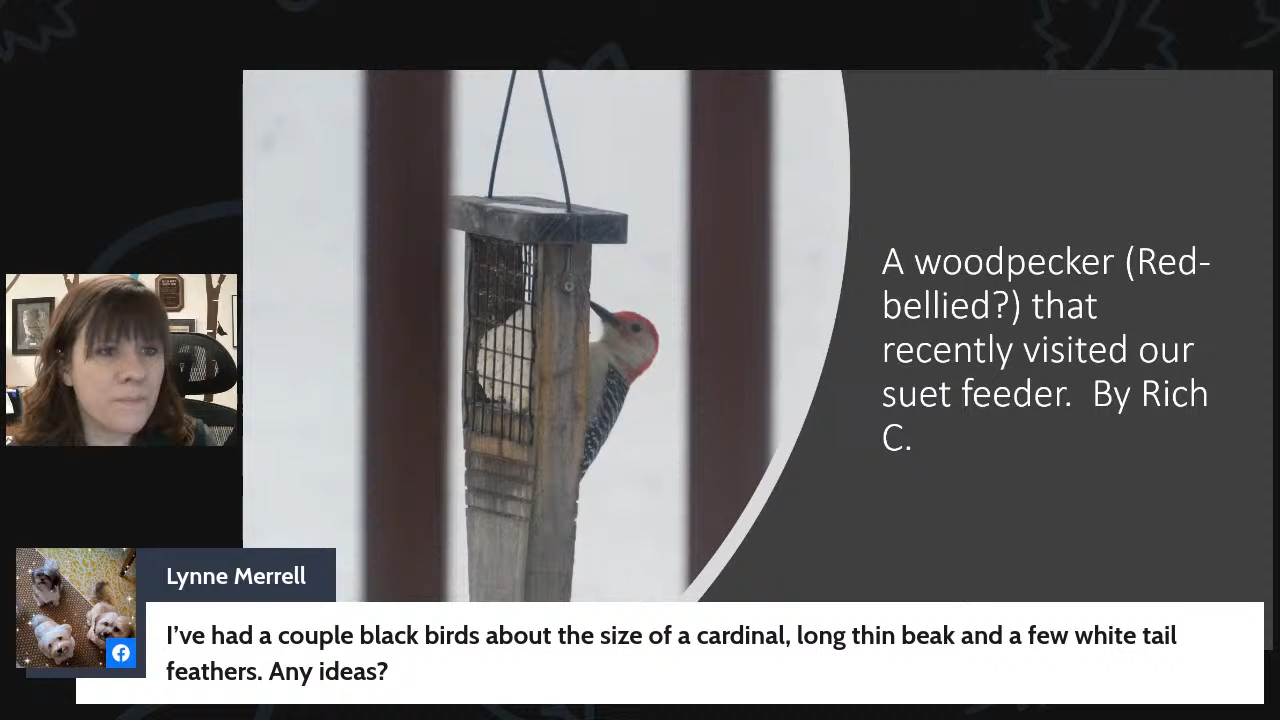 A woodpecker (Red-
bellied?) that
recently visited our
suet feeder. By Rich
C.
Lynne Merrell
I've had a couple black birds about the size of a cardinal, long thin beak and a few white tail
feathers. Any ideas?